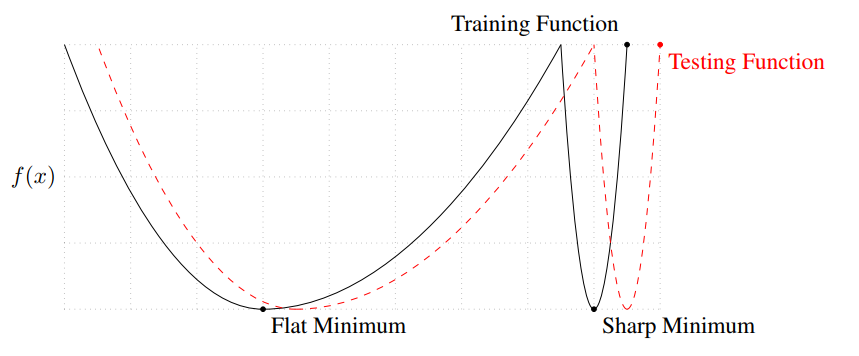 Training Function
Testing Function
f(x)
Flat Minimum
Sharp Minimum